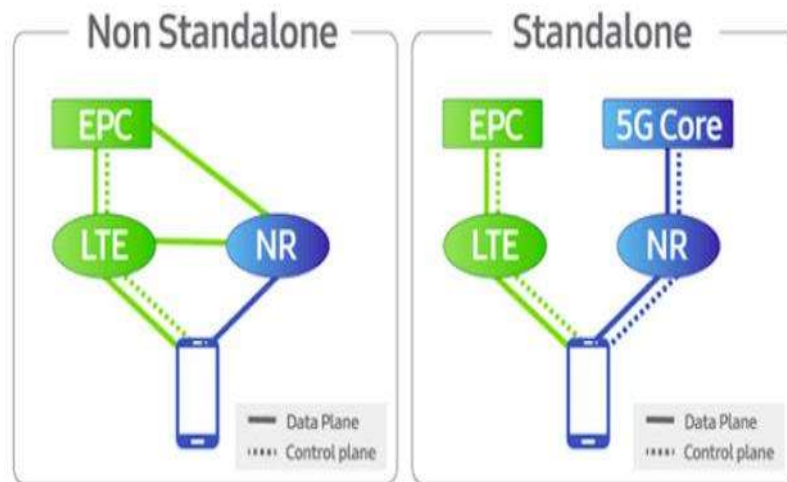 Non Standalone
EPC
LTE
NR
Data Plane
Control plane
Standalone
EPC
5G Core
LTE
NR
Data Plane
Control plane